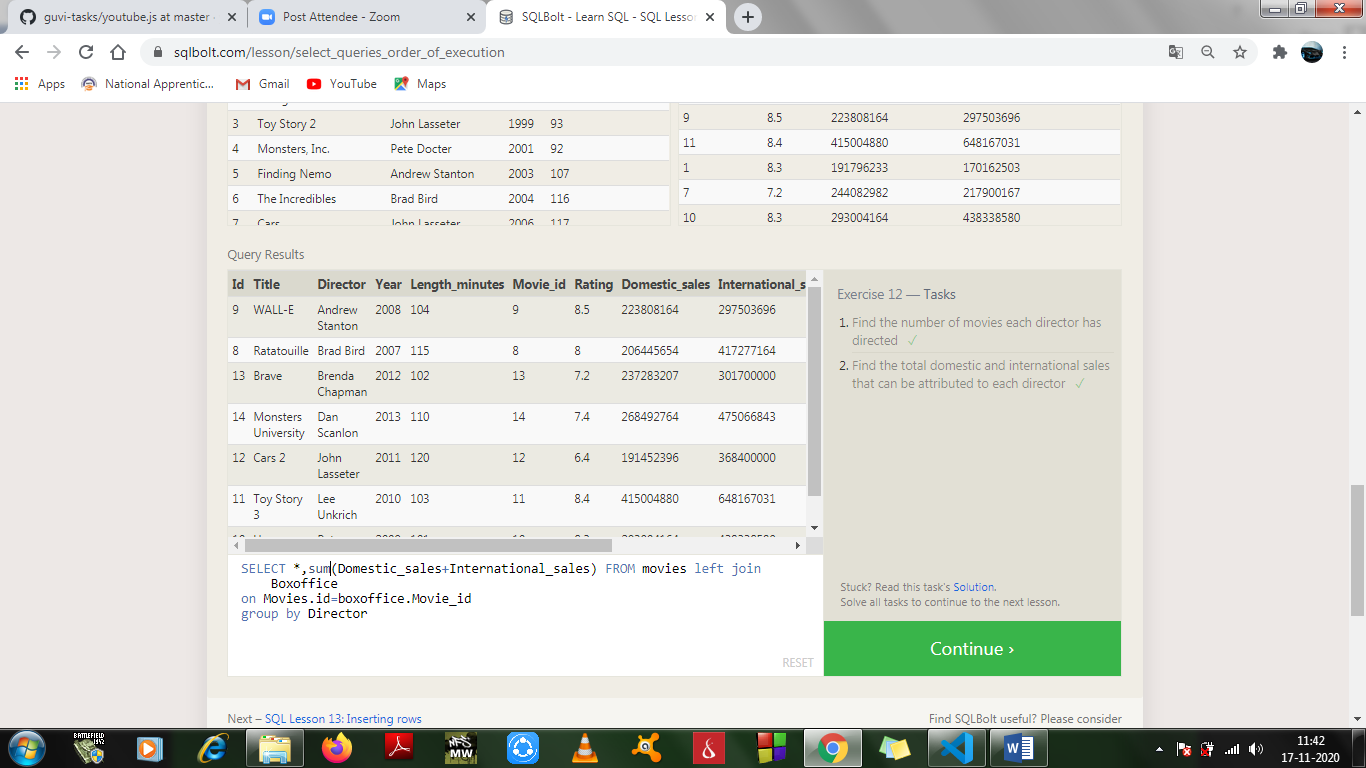 guvi-tasks/youtube.js at master
Post Attendee - Zoom
SQLBolt - Learn SQL - SQL Lesso
sqlbolt.com/lesson/select_queries_order_of_execution
Apps National Apprentic... Gmail YouTube Maps
3 Toy Story 2 John Lasseter 1999 93
4 Monsters, Inc. Pete Docter 2001 92
5 Finding Nemo Andrew Stanton 2003 107
6 The Incredibles Brad Bird 2004 116
7 Cars John Lasseter 2006 117
9 8.5 223808164 297503696
11 8.4 415004880 648167031
1 8.3 191796233 170162503
7 7.2 244082982 217900167
10 8.3 293004164 438338580
Query Results
Id Title Director Year Length_minutes Movie_id Rating Domestic_sales International_s
9 WALL-E Andrew Stanton 2008 104 9 8.5 223808164 297503696
8 Ratatouille Brad Bird 2007 115 8 8 206445654 417277164
13 Brave Brenda Chapman 2012 102 13 7.2 237283207 301700000
14 Monsters University Dan Scanlon 2013 110 14 7.4 268492764 475066843
12 Cars 2 John Lasseter 2011 120 12 6.4 191452396 368400000
11 Toy Story 3 Lee Unkrich 2010 103 11 8.4 415004880 648167031
SELECT *,sum(Domestic_sales+International_sales) FROM movies left join
Boxoffice
on Movies.id=boxoffice.Movie_id
group by Director
RESET
Exercise 12 — Tasks
1. Find the number of movies each director has
directed ✓
2. Find the total domestic and international sales
that can be attributed to each director ✓
Stuck? Read this task's Solution.
Solve all tasks to continue to the next lesson.
Continue ›
Next – SQL Lesson 13: Inserting rows
Find SQLBolt useful? Please consider
BATTLEFIELD
1942
NFS
MW
11:42
17-11-2020